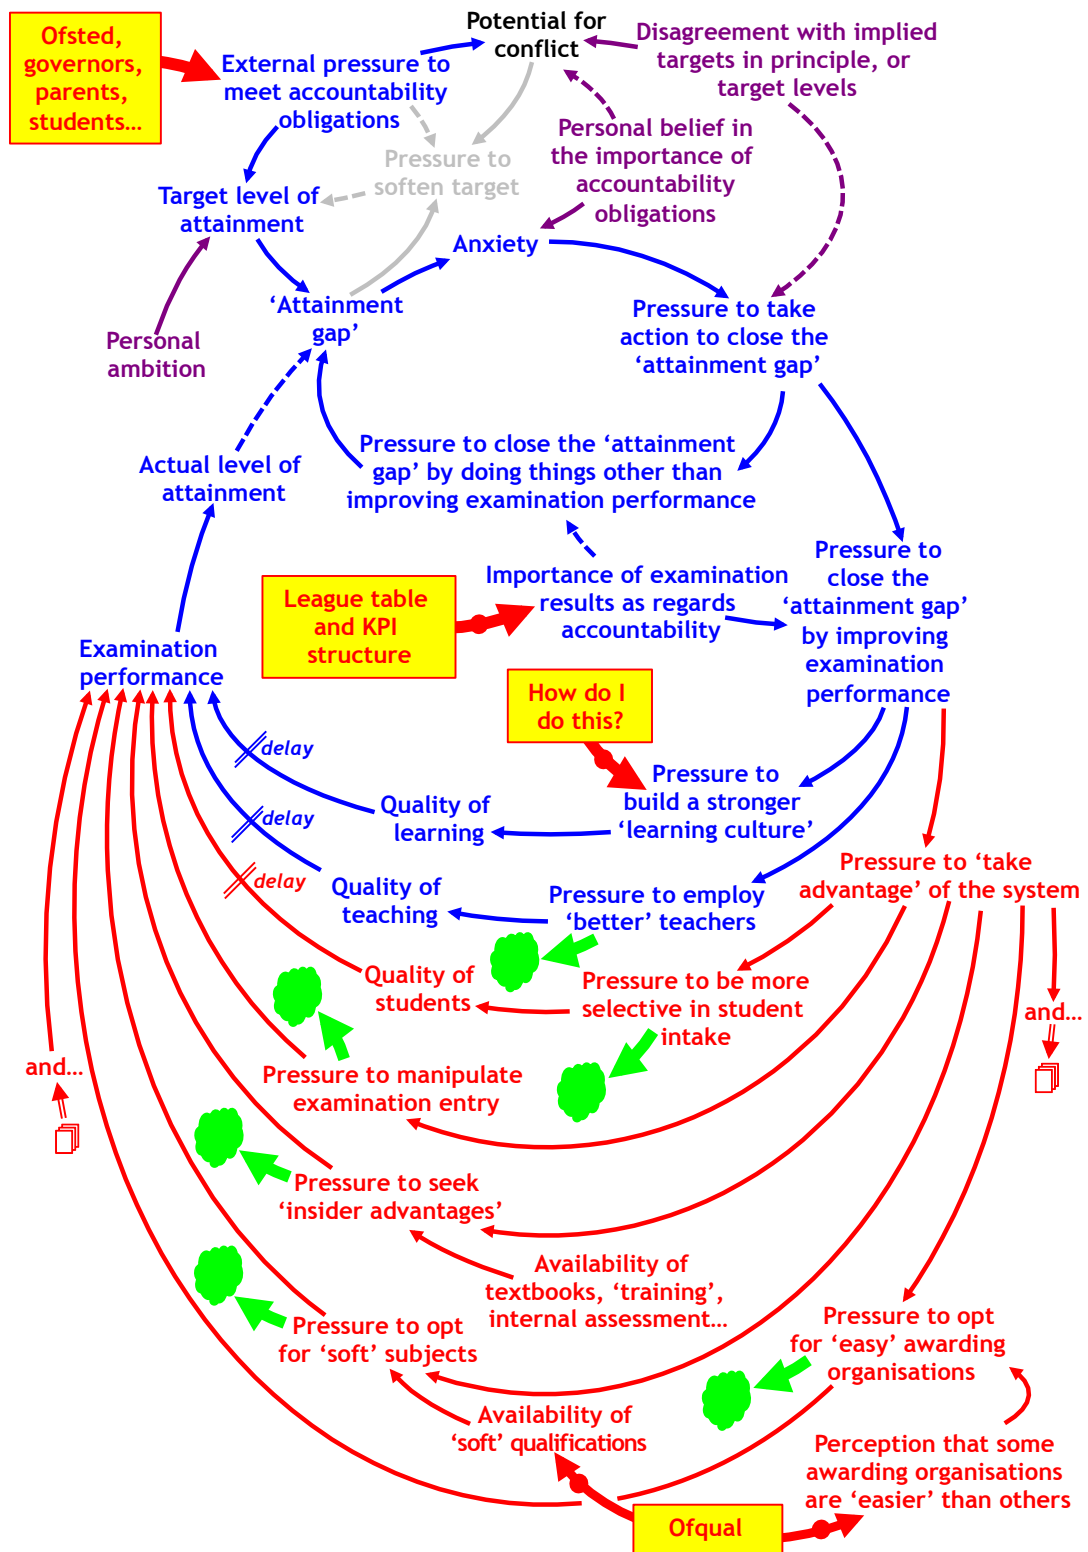 Ofsted,
governors,
parents,
students…
Potential for
conflict
Disagreement with implied
targets in principle, or
target levels
External pressure to
meet accountability
obligations
Personal belief in
the importance of
accountability
obligations
Pressure to
soften target
Target level of
attainment
Anxiety
‘Attainment
gap’
Pressure to take
action to close the
‘attainment gap’
Personal
ambition
Pressure to close the ‘attainment
gap’ by doing things other than
improving examination performance
Actual level of
attainment
Pressure to
close the
‘attainment gap’
by improving
examination
performance
Importance of examination
results as regards
accountability
League table
and KPI
structure
Examination
performance
How do I
do this?
delay
Pressure to
build a stronger
‘learning culture’
Quality of
learning
delay
Pressure to ‘take
advantage’ of the system
delay
Quality of
teaching
Pressure to employ
‘better’ teachers
Quality of
students
Pressure to be more
selective in student
intake
and…
and…
Pressure to manipulate
examination entry
Pressure to seek
‘insider advantages’
Availability of
textbooks, ‘training’,
internal assessment…
Pressure to opt
for ‘soft’ subjects
Pressure to opt
for ‘easy’ awarding
organisations
Availability of
‘soft’ qualifications
Perception that some
awarding organisations
are ‘easier’ than others
Ofqual